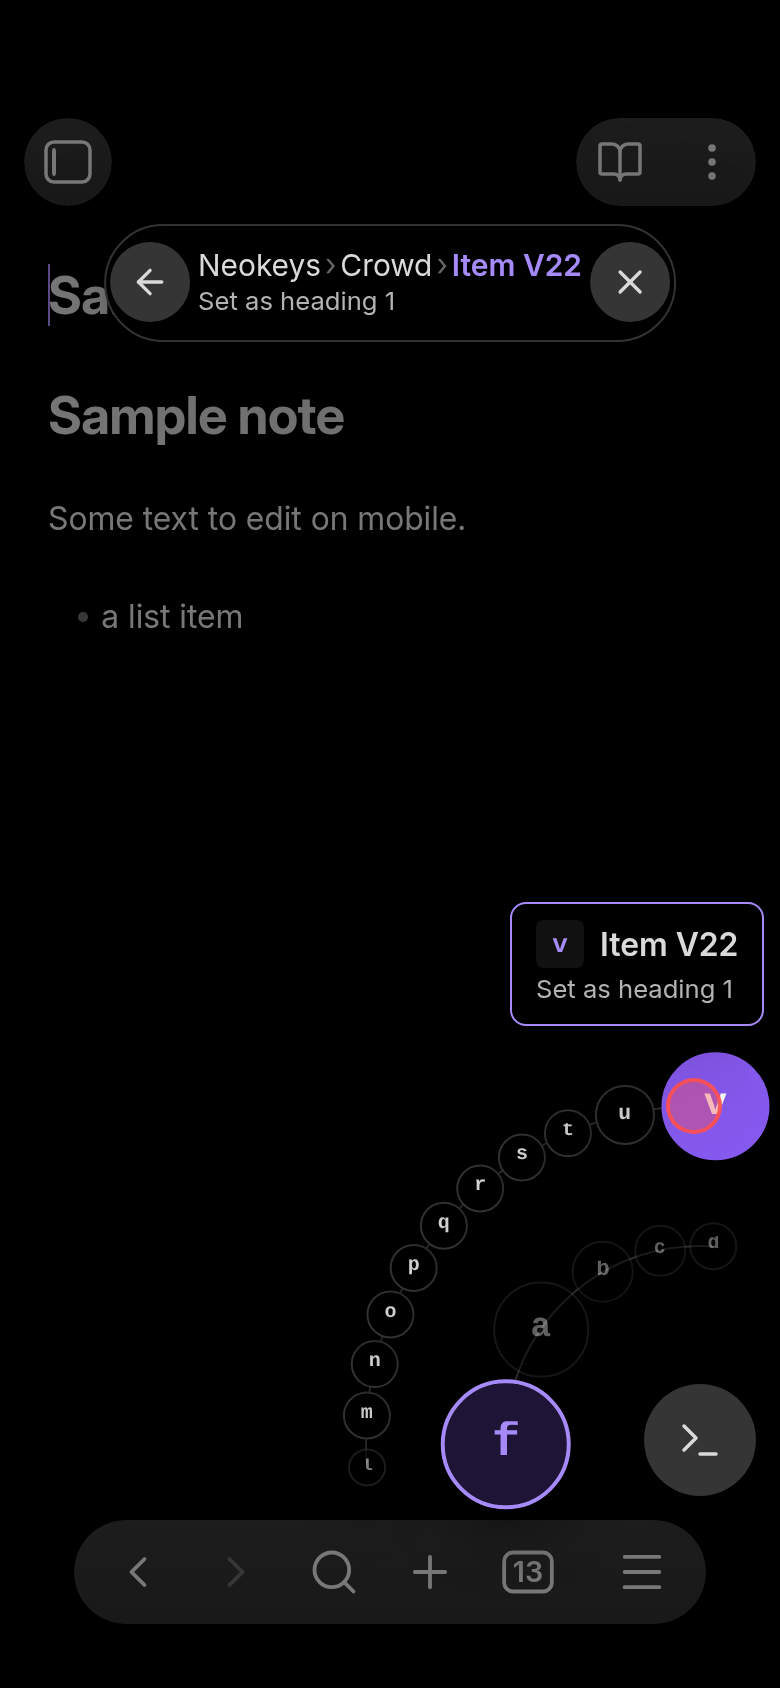 Neokeys › Crowd › Item V22
Set as heading 1
Sa
Sample note
Some text to edit on mobile.
• a list item
v Item V22
Set as heading 1
v
u
t
s
r
q
p
o
n
m
d
c
b
a
f
13